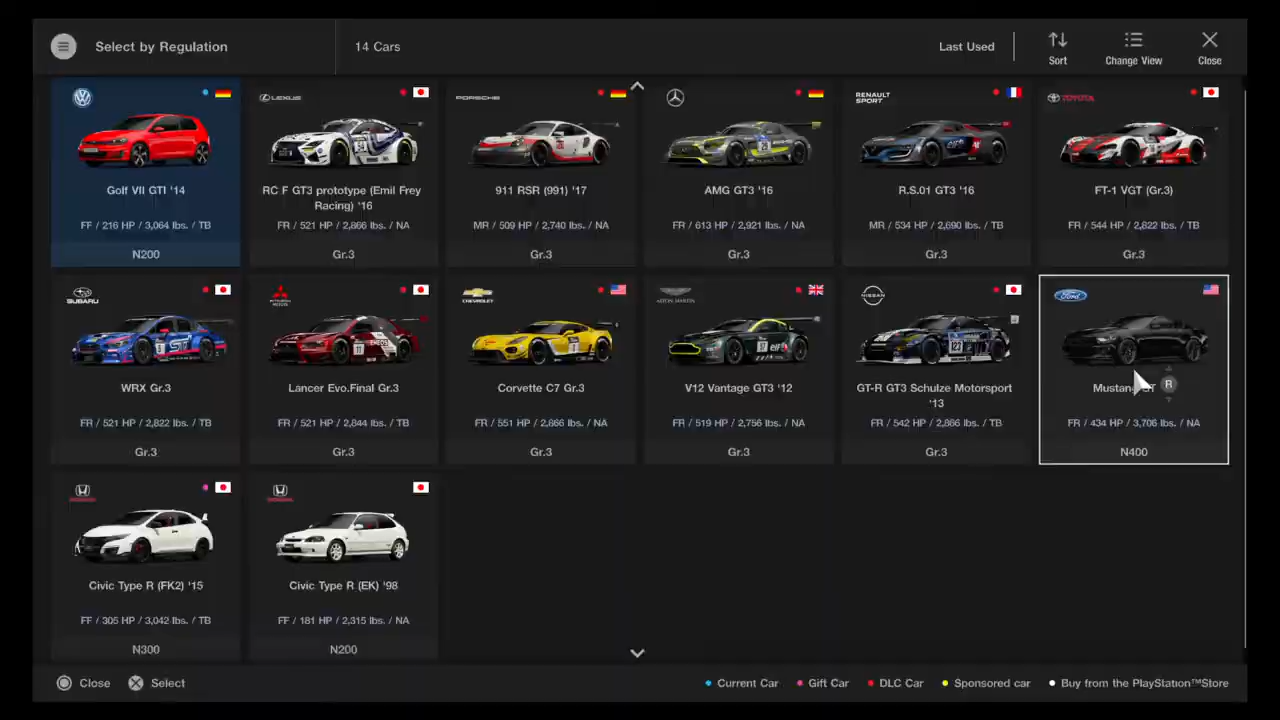 Select by Regulation
14 Cars
Last Used
Sort
Change View
Close
LEXUS
PORSCHE
RENAULT
SPORT
TOYOTA
Golf VII GTI '14
FF / 216 HP / 3,064 lbs. / TB
N200
RC F GT3 prototype (Emil Frey
Racing) '16
FR / 521 HP / 2,866 lbs. / NA
Gr.3
911 RSR (991) '17
MR / 509 HP / 2,740 lbs. / NA
Gr.3
AMG GT3 '16
FR / 613 HP / 2,921 lbs. / NA
Gr.3
R.S.01 GT3 '16
MR / 534 HP / 2,690 lbs. / TB
Gr.3
FT-1 VGT (Gr.3)
FR / 544 HP / 2,822 lbs. / TB
Gr.3
SUBARU
CHEVROLET
ASTON MARTIN
NISSAN
Ford
WRX Gr.3
FR / 521 HP / 2,822 lbs. / TB
Gr.3
Lancer Evo.Final Gr.3
FR / 521 HP / 2,844 lbs. / TB
Gr.3
Corvette C7 Gr.3
FR / 551 HP / 2,866 lbs. / NA
Gr.3
V12 Vantage GT3 '12
FR / 519 HP / 2,756 lbs. / NA
Gr.3
GT-R GT3 Schulze Motorsport
'13
FR / 542 HP / 2,866 lbs. / TB
Gr.3
R
FR / 434 HP / 3,706 lbs. / NA
N400
Civic Type R (FK2) '15
FF / 305 HP / 3,042 lbs. / TB
N300
Civic Type R (EK) '98
FF / 181 HP / 2,315 lbs. / NA
N200
Close
Select
Current Car
Gift Car
DLC Car
Sponsored car
Buy from the PlayStation™Store